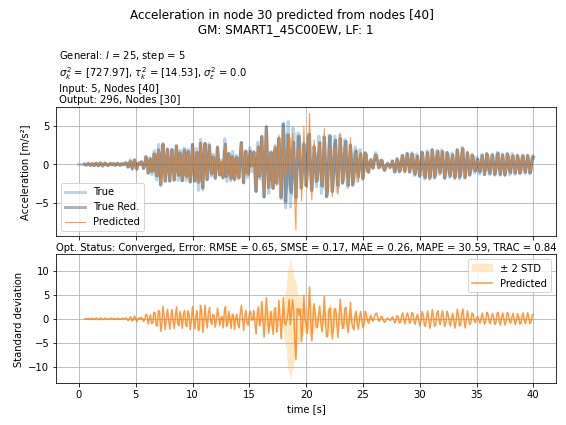 Acceleration in node 30 predicted from nodes [40]
GM: SMART1_45C00EW, LF: 1
General: l = 25, step = 5
σ²ₖ = [727.97], τ²ₖ = [14.53], σ²ε = 0.0
Input: 5, Nodes [40]
Output: 296, Nodes [30]
Acceleration [m/s²]
5
0
−5
True
True Red.
Predicted
Opt. Status: Converged, Error: RMSE = 0.65, SMSE = 0.17, MAE = 0.26, MAPE = 30.59, TRAC = 0.84
Standard deviation
10
5
0
−5
−10
± 2 STD
Predicted
0 5 10 15 20 25 30 35 40
time [s]